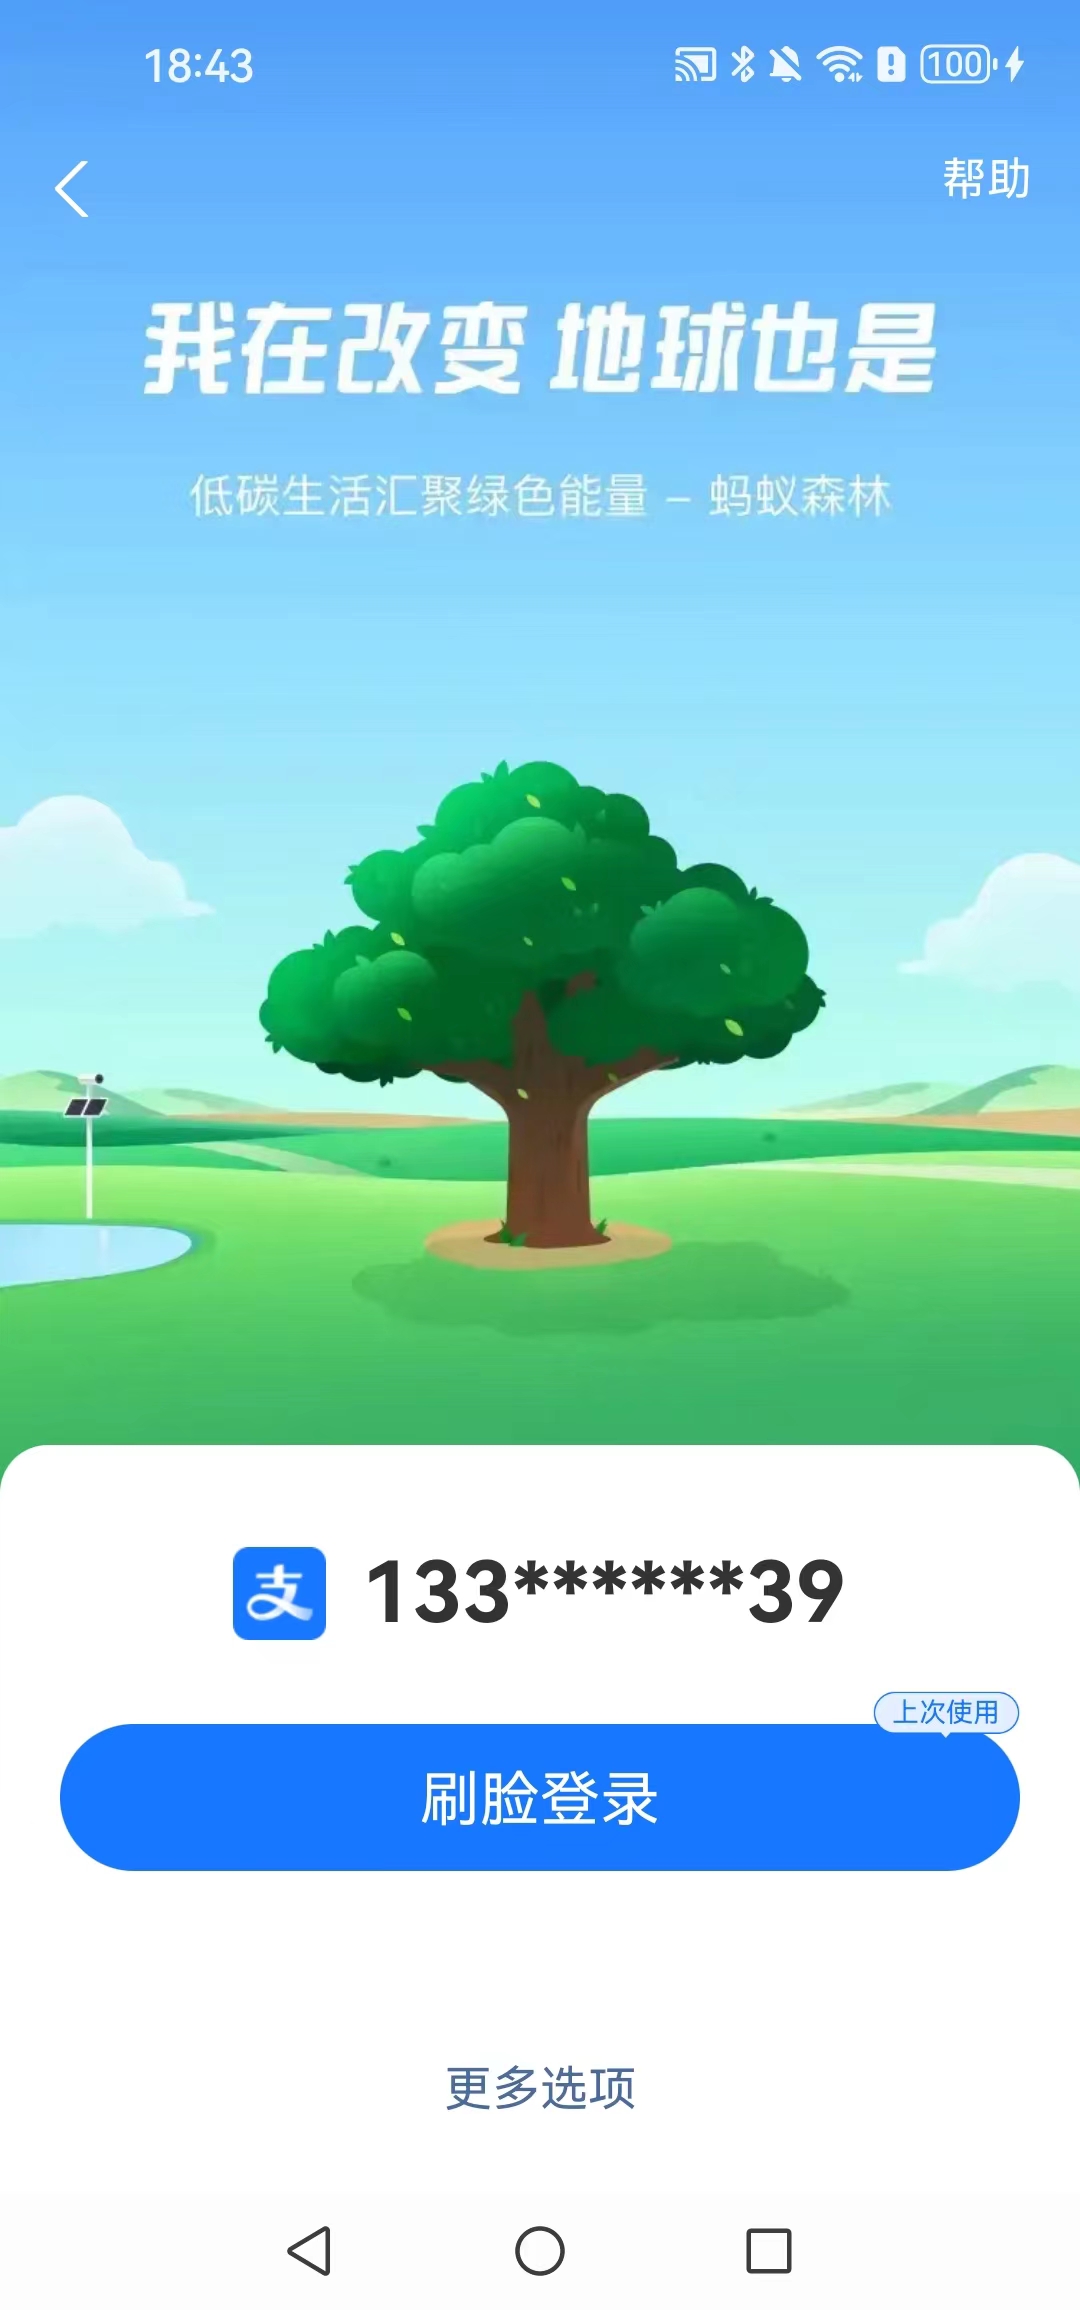 18:43
100
帮助
我在改变 地球也是
低碳生活汇聚绿色能量 – 蚂蚁森林
支 133******39
上次使用
刷脸登录
更多选项